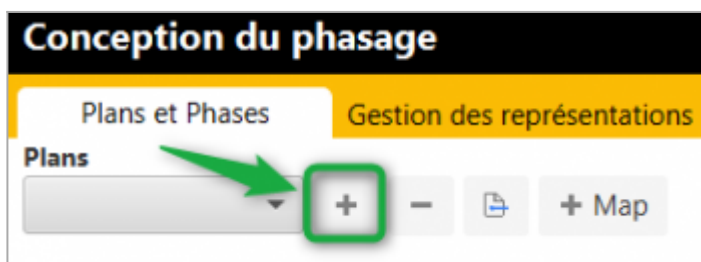 Conception du phasage
Plans et Phases Gestion des représentations
Plans
+ − + Map